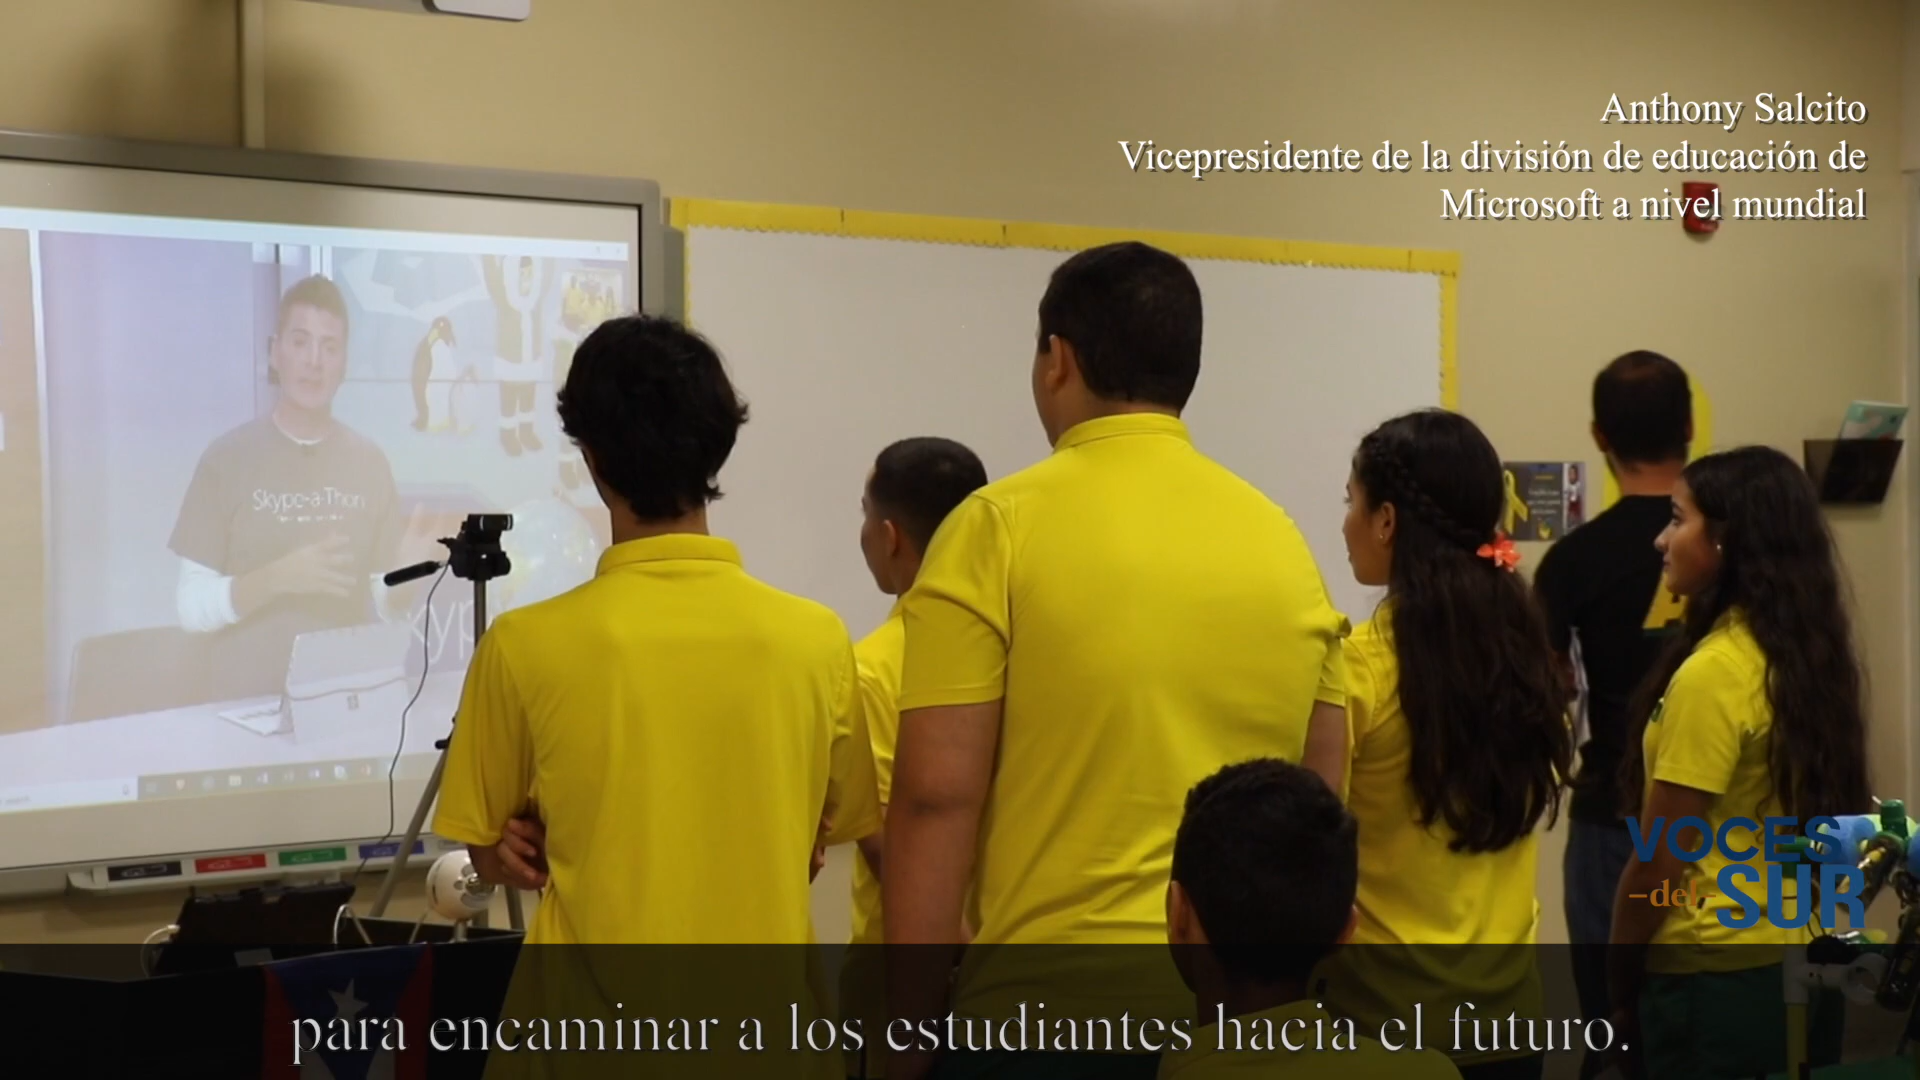 Anthony Salcito
Vicepresidente de la división de educación de
Microsoft a nivel mundial
Skype-a-Thon
VOCES
-del-
SUR
para encaminar a los estudiantes hacia el futuro.